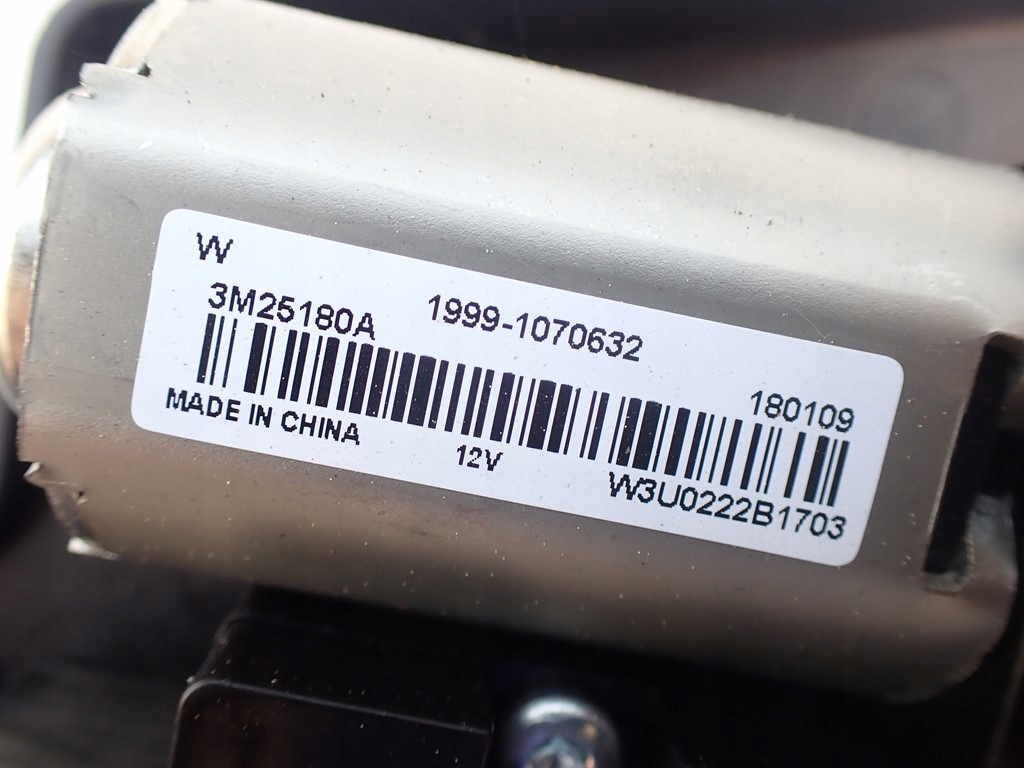 W
3M25180A 1999-1070632
180109
MADE IN CHINA 12V W3U0222B1703